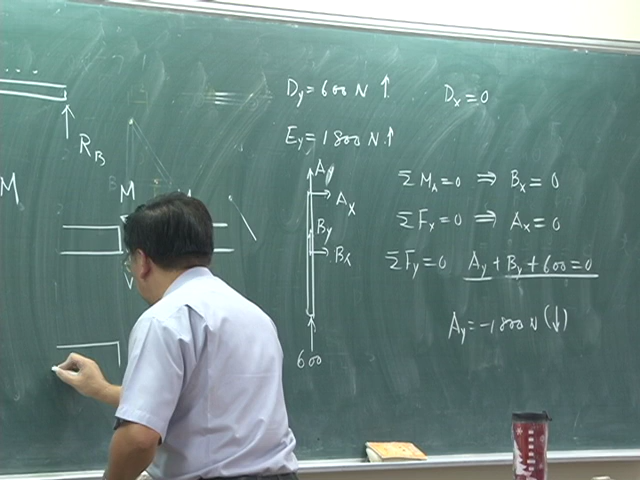 Dy=600 N ↑
Dx=0
Ey=1800 N ↑
RB
M
M
Ax
By
Bx
600
ΣMA=0 ⇒ Bx=0
ΣFx=0 ⇒ Ax=0
ΣFy=0 Ay+By+600=0
Ay=-1800 N (↓)
V